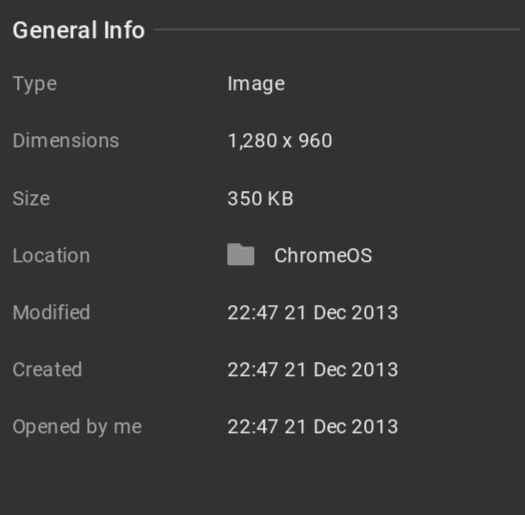 General Info
Type Image
Dimensions 1,280 x 960
Size 350 KB
Location ChromeOS
Modified 22:47 21 Dec 2013
Created 22:47 21 Dec 2013
Opened by me 22:47 21 Dec 2013